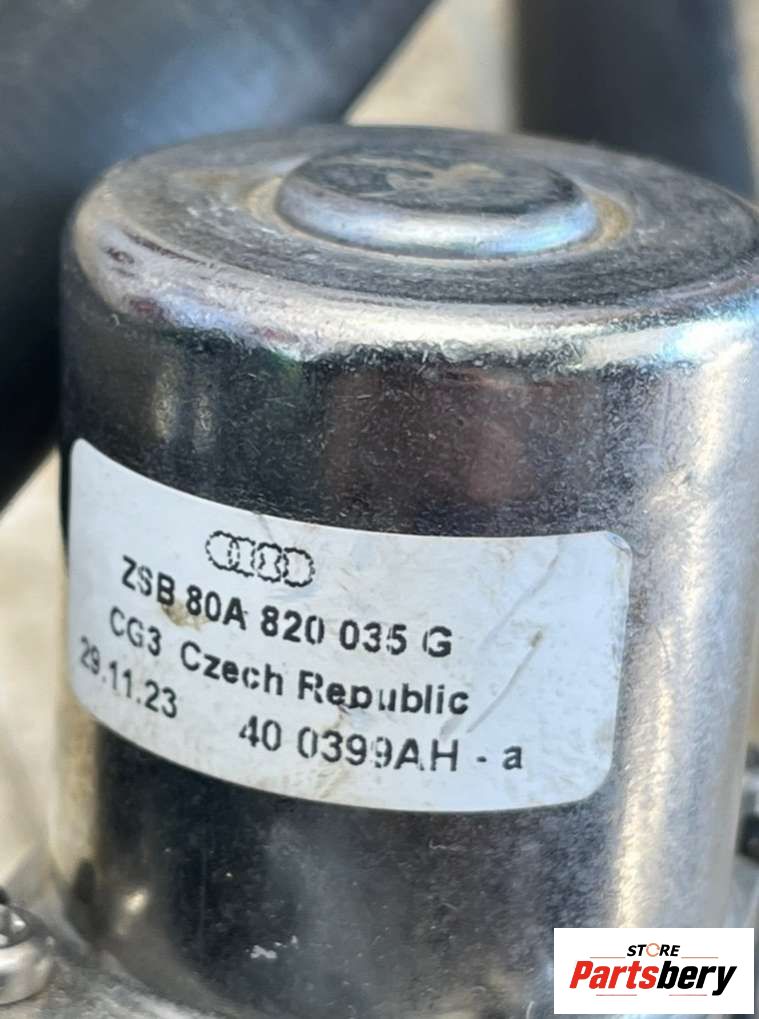 ZSB 80A 820 035 G
CG3 Czech Republic
29.11.23 40 0399AH - a
STORE
Partsbery